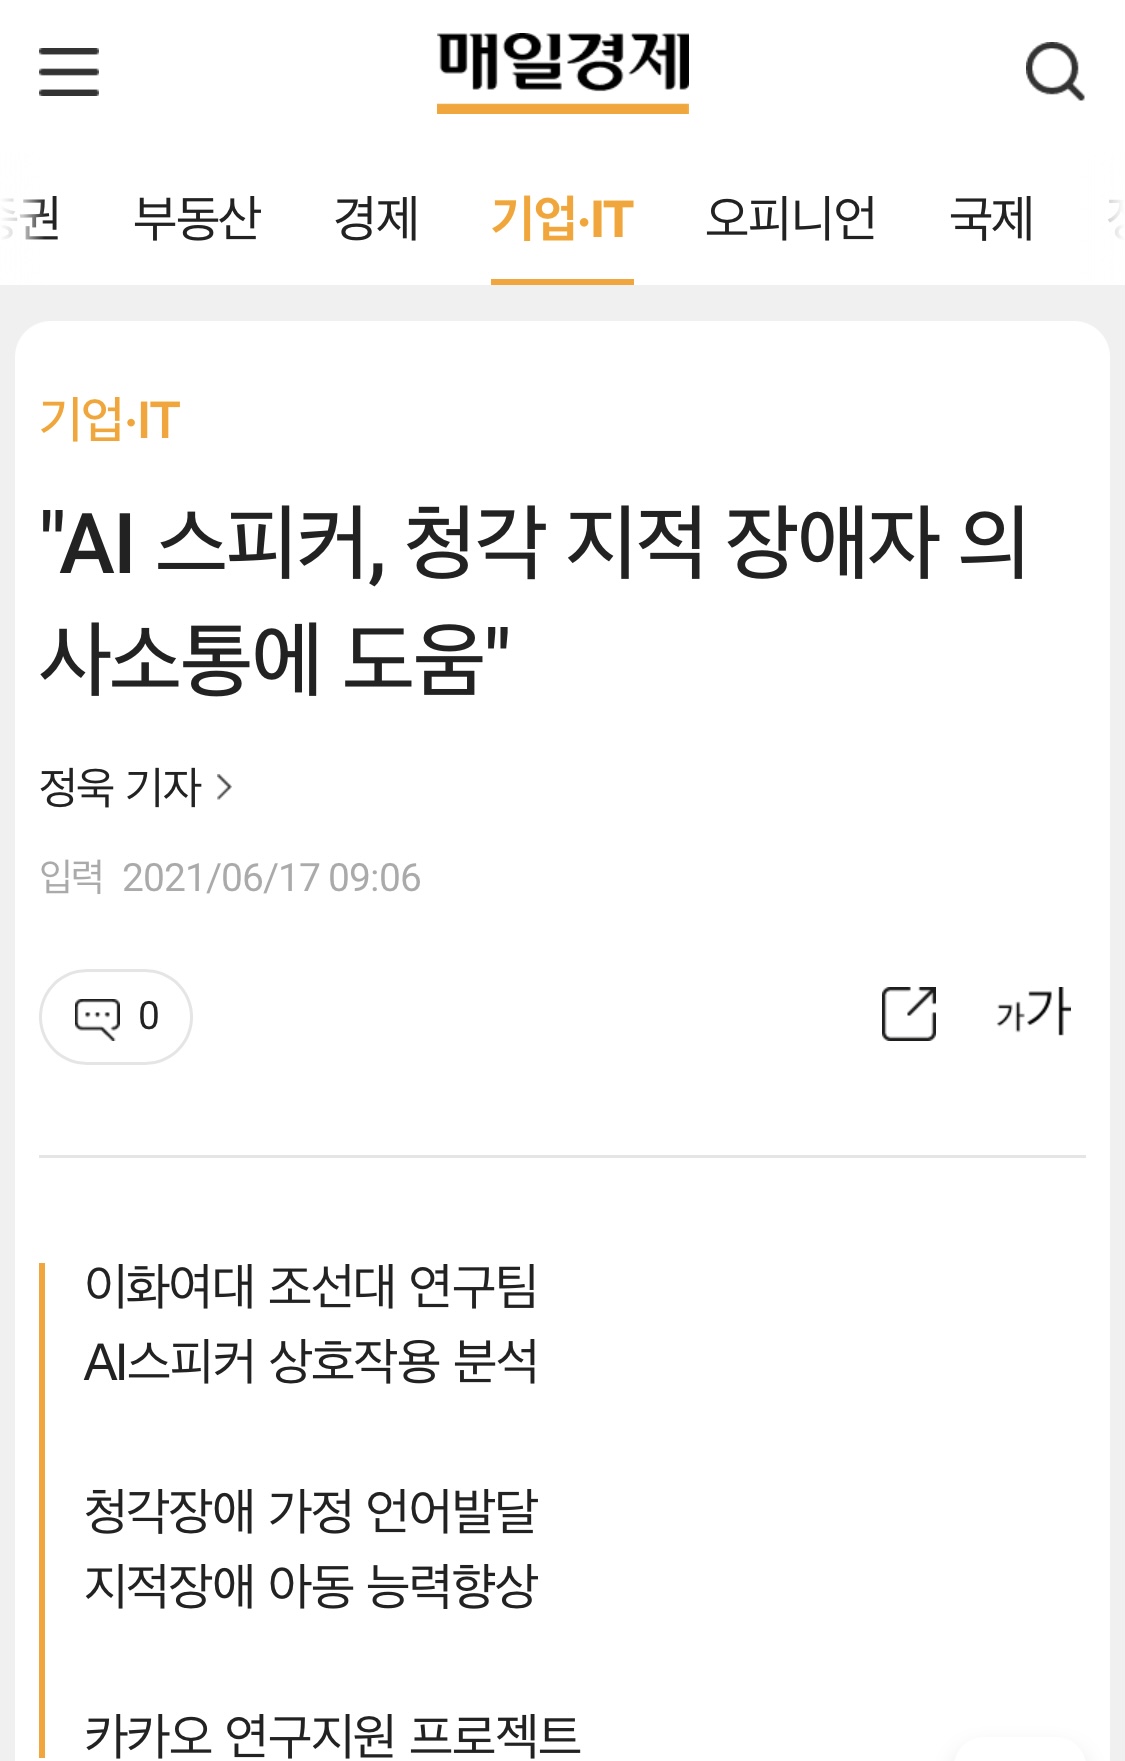 매일경제
권 부동산 경제 기업·IT 오피니언 국제
기업·IT
"AI 스피커, 청각 지적 장애자 의
사소통에 도움"
정욱 기자
입력 2021/06/17 09:06
0
가가
이화여대 조선대 연구팀
AI스피커 상호작용 분석
청각장애 가정 언어발달
지적장애 아동 능력향상
카카오 연구지원 프로젝트